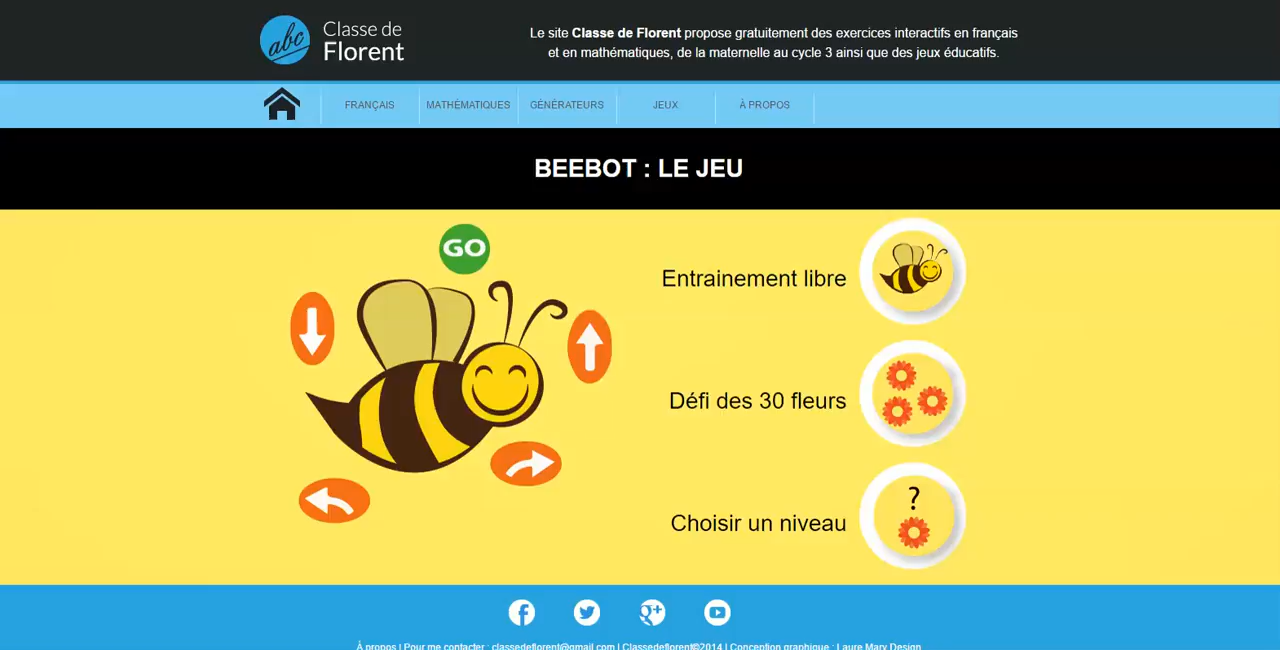 abc
Classe de
Florent
Le site Classe de Florent propose gratuitement des exercices interactifs en français
et en mathématiques, de la maternelle au cycle 3 ainsi que des jeux éducatifs.
FRANÇAIS
MATHÉMATIQUES
GÉNÉRATEURS
JEUX
À PROPOS
BEEBOT : LE JEU
GO
Entrainement libre
Défi des 30 fleurs
?
Choisir un niveau
À propos | Pour me contacter : classedeflorent@gmail.com | Classedeflorent©2014 | Conception graphique : Laure Mary Design